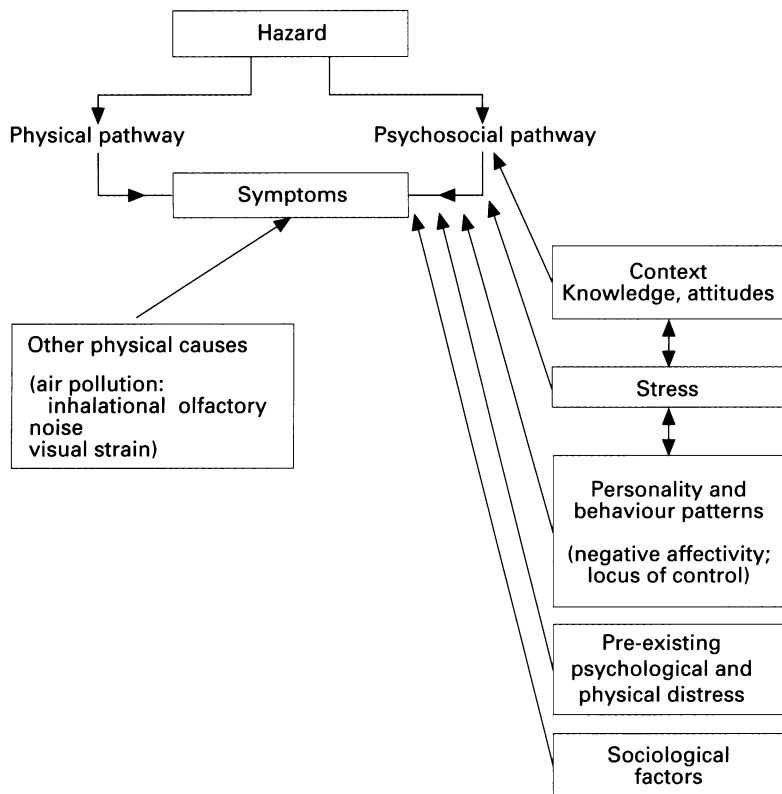 Hazard
Physical pathway
Psychosocial pathway
Symptoms
Context
Knowledge, attitudes
Other physical causes
(air pollution:
inhalational olfactory
noise
visual strain)
Stress
Personality and
behaviour patterns
(negative affectivity;
locus of control)
Pre-existing
psychological and
physical distress
Sociological
factors